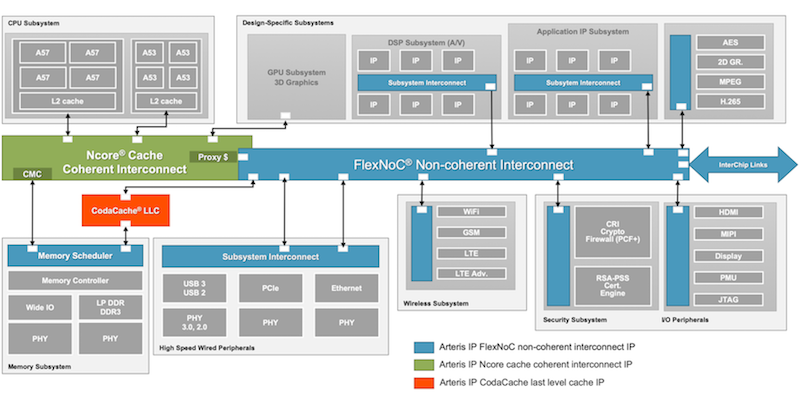 CPU Subsystem
A57
A57
A53
A53
A57
A57
A53
A53
L2 cache
L2 cache
Design-Specific Subsystems
GPU Subsystem
3D Graphics
DSP Subsystem (A/V)
IP
IP
IP
Subsystem Interconnect
IP
IP
IP
Application IP Subsystem
IP
IP
IP
Subsytem Interconnect
IP
IP
IP
AES
2D GR.
MPEG
H.265
Ncore® Cache
Coherent Interconnect
Proxy $
CMC
FlexNoC® Non-coherent Interconnect
InterChip Links
CodaCache® LLC
Memory Scheduler
Memory Controller
Wide IO
LP DDR
DDR3
PHY
PHY
Memory Subsystem
Subsystem Interconnect
USB 3
USB 2
PCIe
Ethernet
PHY
3.0, 2.0
PHY
PHY
High Speed Wired Peripherals
WiFi
GSM
LTE
LTE Adv.
Wireless Subsystem
CRI
Crypto
Firewall (PCF+)
RSA-PSS
Cert.
Engine
Security Subsystem
HDMI
MIPI
Display
PMU
JTAG
I/O Peripherals
Arteris IP FlexNoC non-coherent interconnect IP
Arteris IP Ncore cache coherent interconnect IP
Arteris IP CodaCache last level cache IP